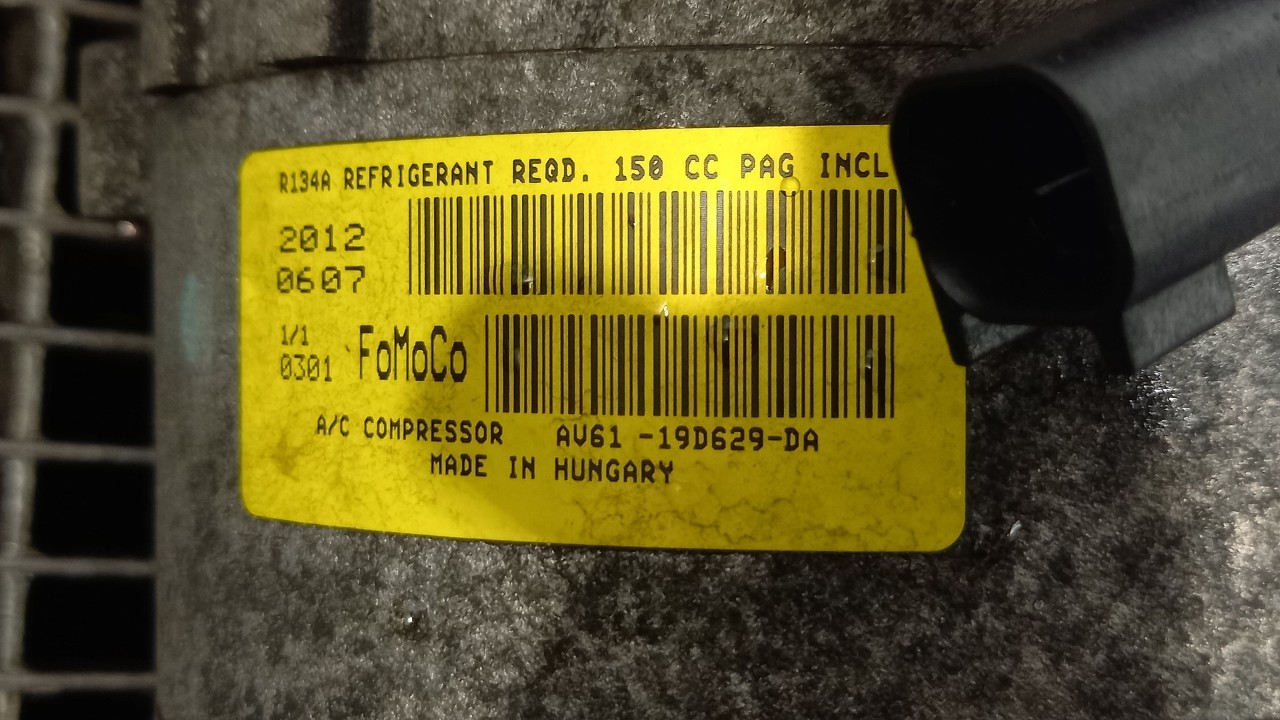 R134A REFRIGERANT REQD. 150 CC PAG INCL
2012
0607
1/1
0301 FoMoCo
A/C COMPRESSOR AV61 -19D629-DA
MADE IN HUNGARY